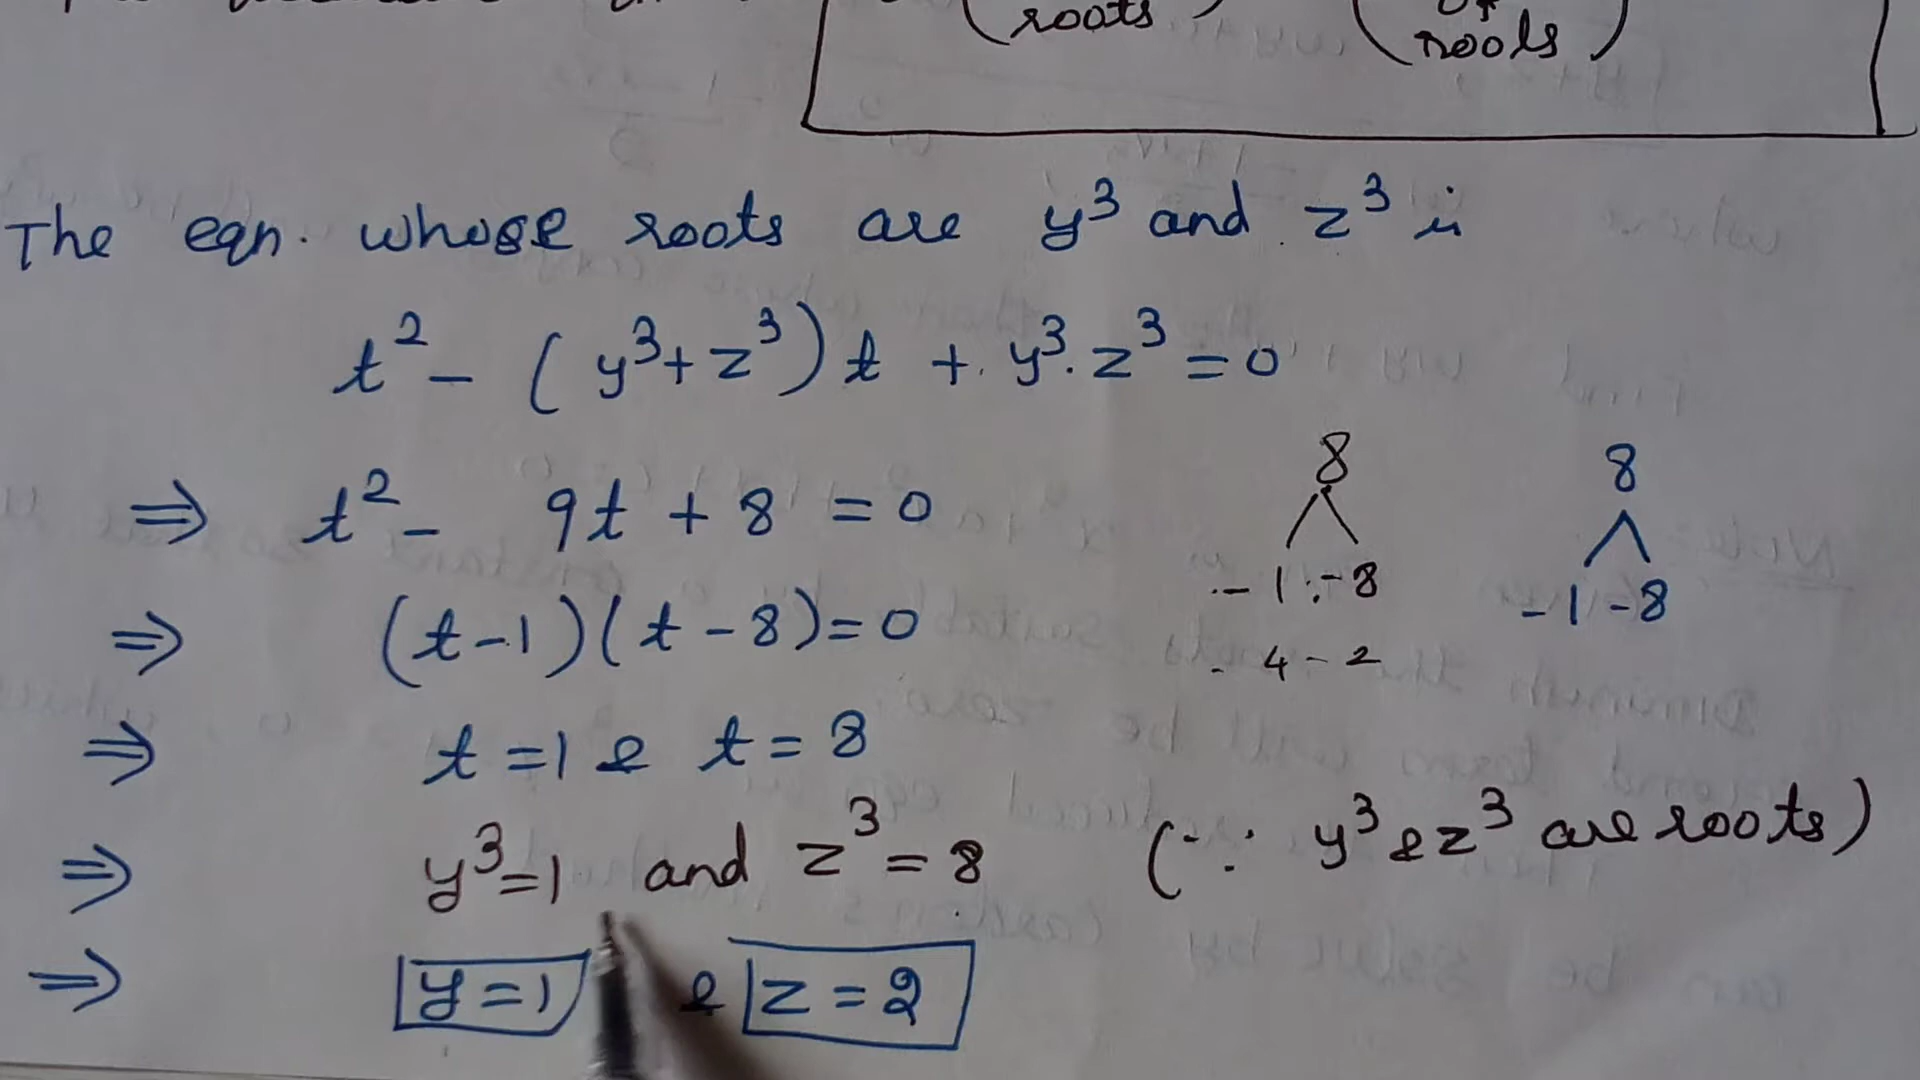 (roots) (of
roots)
The eqn. whose roots are y³ and z³ is
t² - (y³+z³)t + y³.z³ = 0
⇒ t² - 9t + 8 = 0
8
-1 -8
-4 -2
8
-1 -8
⇒ (t-1)(t-8)=0
⇒ t=1 & t=8
⇒ y³=1 and z³=8 (∵ y³ & z³ are roots)
⇒ y=1 & z=2